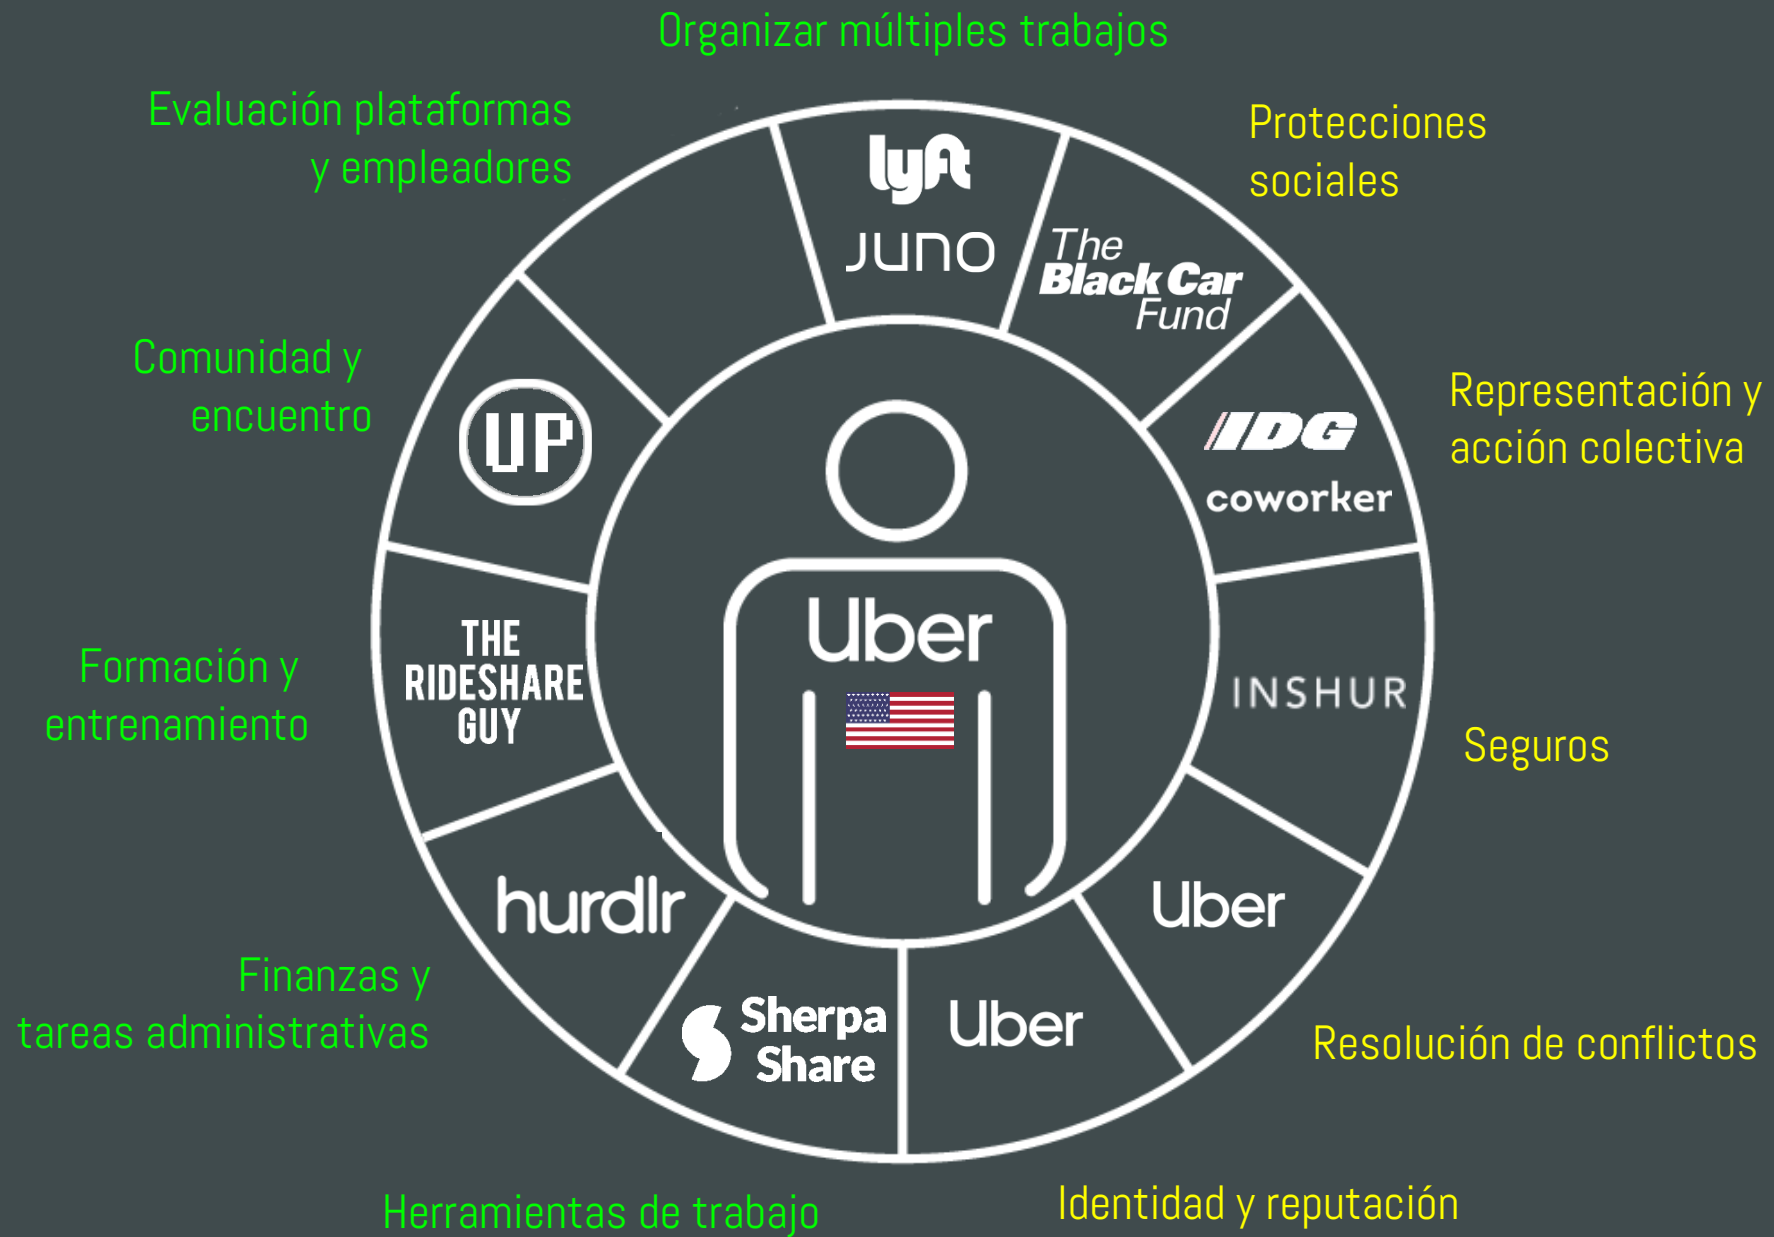 Organizar múltiples trabajos
Evaluación plataformas
y empleadores
Protecciones
sociales
lyft
JUNO
The
Black Car
Fund
Comunidad y
encuentro
UP
IDG
coworker
Representación y
acción colectiva
Uber
THE
RIDESHARE
GUY
Formación y
entrenamiento
INSHUR
Seguros
hurdlr
Uber
Finanzas y
tareas administrativas
Sherpa
Share
Uber
Resolución de conflictos
Herramientas de trabajo
Identidad y reputación